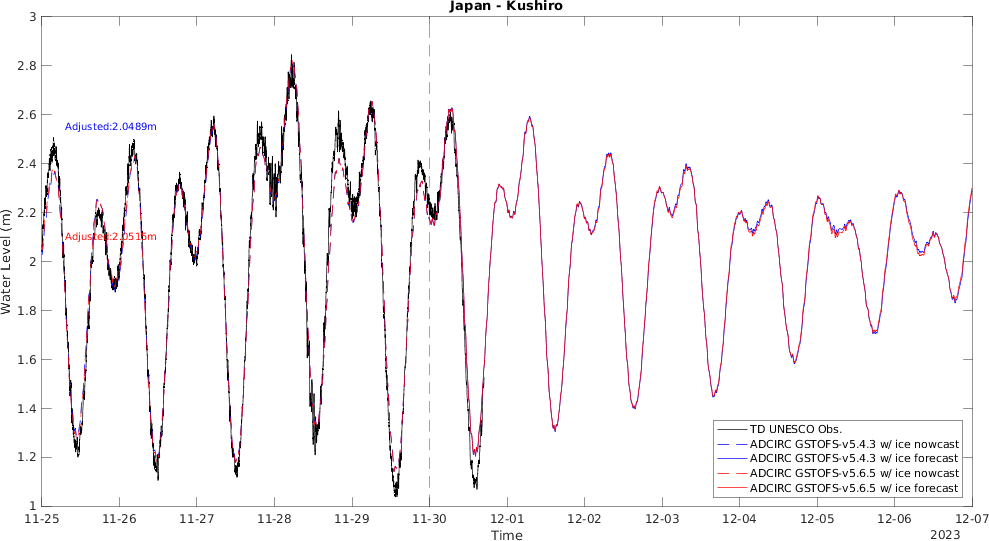 Japan - Kushiro
3
2.8
2.6
2.4
2.2
2
1.8
1.6
1.4
1.2
1
Water Level (m)
Adjusted:2.0489m
Adjusted:2.0516m
TD UNESCO Obs.
ADCIRC GSTOFS-v5.4.3 w/ ice nowcast
ADCIRC GSTOFS-v5.4.3 w/ ice forecast
ADCIRC GSTOFS-v5.6.5 w/ ice nowcast
ADCIRC GSTOFS-v5.6.5 w/ ice forecast
11-25 11-26 11-27 11-28 11-29 11-30 12-01 12-02 12-03 12-04 12-05 12-06 12-07
Time
2023